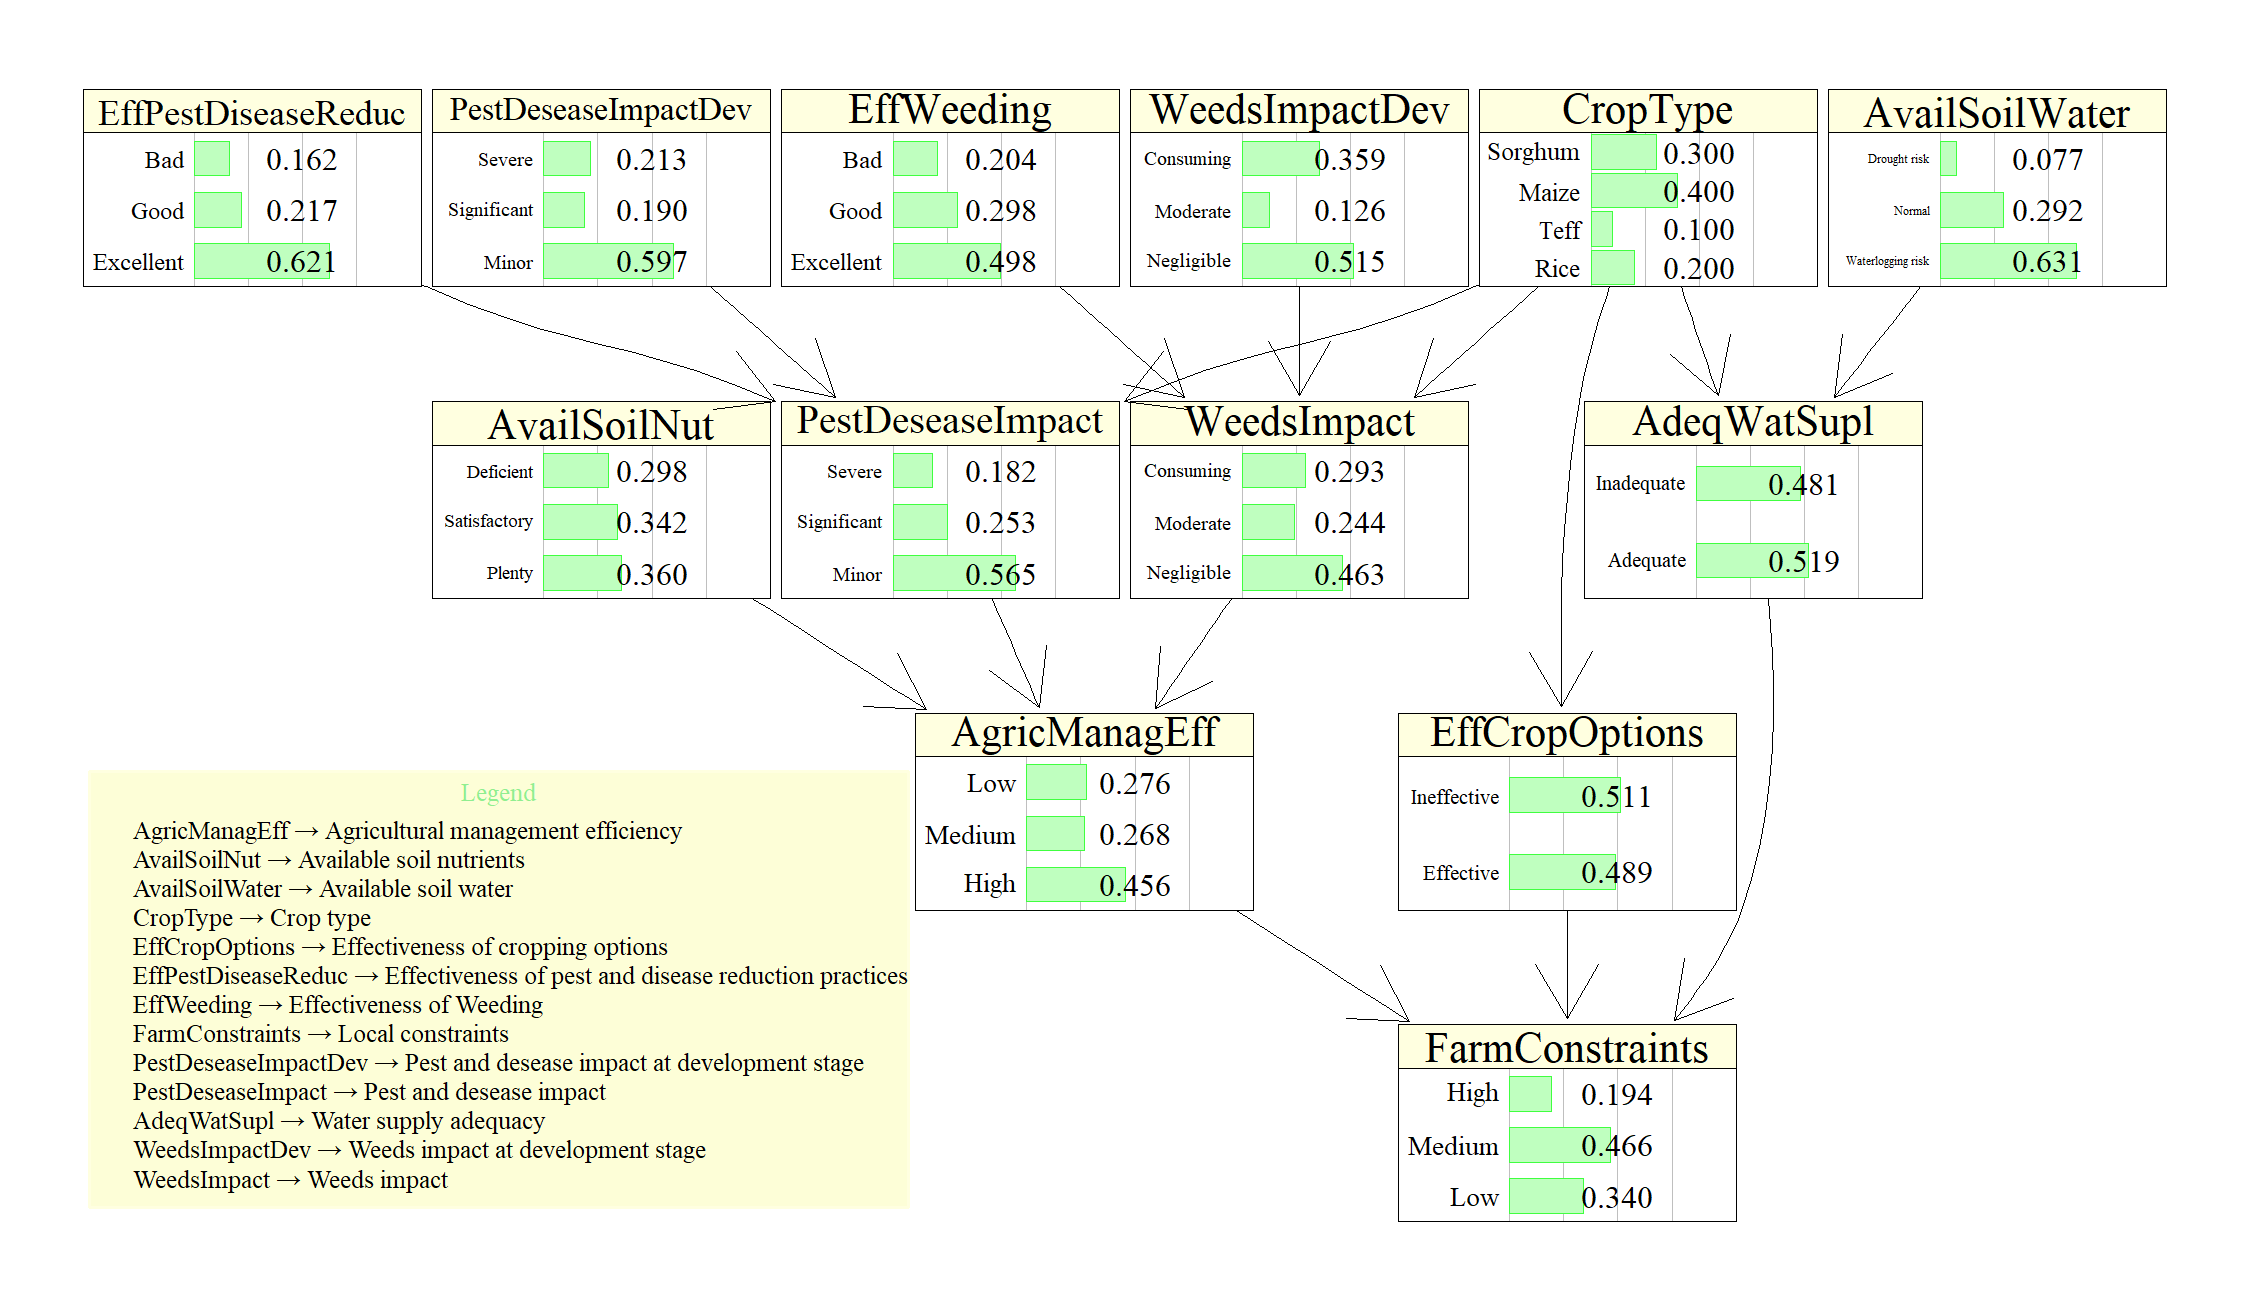 EffPestDiseaseReduc
Bad 0.162
Good 0.217
Excellent 0.621
PestDeseaseImpactDev
Severe 0.213
Significant 0.190
Minor 0.597
EffWeeding
Bad 0.204
Good 0.298
Excellent 0.498
WeedsImpactDev
Consuming 0.359
Moderate 0.126
Negligible 0.515
CropType
Sorghum 0.300
Maize 0.400
Teff 0.100
Rice 0.200
AvailSoilWater
Drought risk 0.077
Normal 0.292
Waterlogging risk 0.631
AvailSoilNut
Deficient 0.298
Satisfactory 0.342
Plenty 0.360
PestDeseaseImpact
Severe 0.182
Significant 0.253
Minor 0.565
WeedsImpact
Consuming 0.293
Moderate 0.244
Negligible 0.463
AdeqWatSupl
Inadequate 0.481
Adequate 0.519
AgricManagEff
Low 0.276
Medium 0.268
High 0.456
EffCropOptions
Ineffective 0.511
Effective 0.489
FarmConstraints
High 0.194
Medium 0.466
Low 0.340
Legend
AgricManagEff → Agricultural management efficiency
AvailSoilNut → Available soil nutrients
AvailSoilWater → Available soil water
CropType → Crop type
EffCropOptions → Effectiveness of cropping options
EffPestDiseaseReduc → Effectiveness of pest and disease reduction practices
EffWeeding → Effectiveness of Weeding
FarmConstraints → Local constraints
PestDeseaseImpactDev → Pest and desease impact at development stage
PestDeseaseImpact → Pest and desease impact
AdeqWatSupl → Water supply adequacy
WeedsImpactDev → Weeds impact at development stage
WeedsImpact → Weeds impact